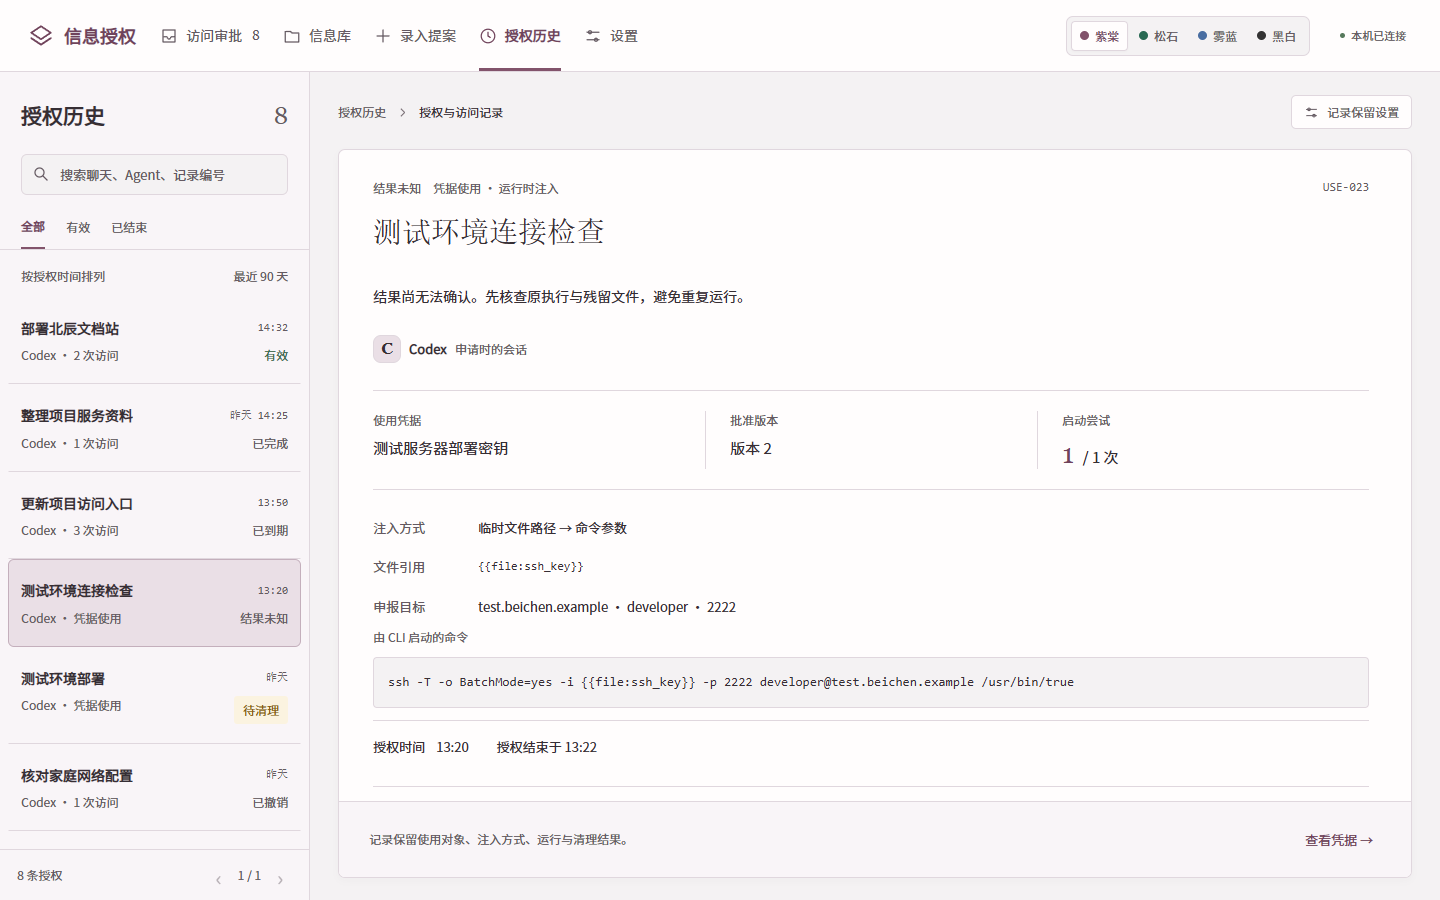 信息授权
访问审批 8
信息库
录入提案
授权历史
设置
紫棠
松石
雾蓝
黑白
本机已连接
授权历史 8
搜索聊天、Agent、记录编号
全部 有效 已结束
按授权时间排列 最近 90 天
部署北辰文档站 14:32
Codex · 2 次访问 有效
整理项目服务资料 昨天 14:25
Codex · 1 次访问 已完成
更新项目访问入口 13:50
Codex · 3 次访问 已到期
测试环境连接检查 13:20
Codex · 凭据使用 结果未知
测试环境部署 昨天
Codex · 凭据使用 待清理
核对家庭网络配置 昨天
Codex · 1 次访问 已撤销
8 条授权 ‹ 1 / 1 ›
授权历史 > 授权与访问记录
记录保留设置
结果未知 凭据使用 · 运行时注入 USE-023
测试环境连接检查
结果尚无法确认。先核查原执行与残留文件，避免重复运行。
C Codex 申请时的会话
使用凭据 批准版本 启动尝试
测试服务器部署密钥 版本 2 1 / 1 次
注入方式 临时文件路径 → 命令参数
文件引用 {{file:ssh_key}}
申报目标 test.beichen.example · developer · 2222
由 CLI 启动的命令
ssh -T -o BatchMode=yes -i {{file:ssh_key}} -p 2222 developer@test.beichen.example /usr/bin/true
授权时间 13:20 授权结束于 13:22
记录保留使用对象、注入方式、运行与清理结果。
查看凭据 →